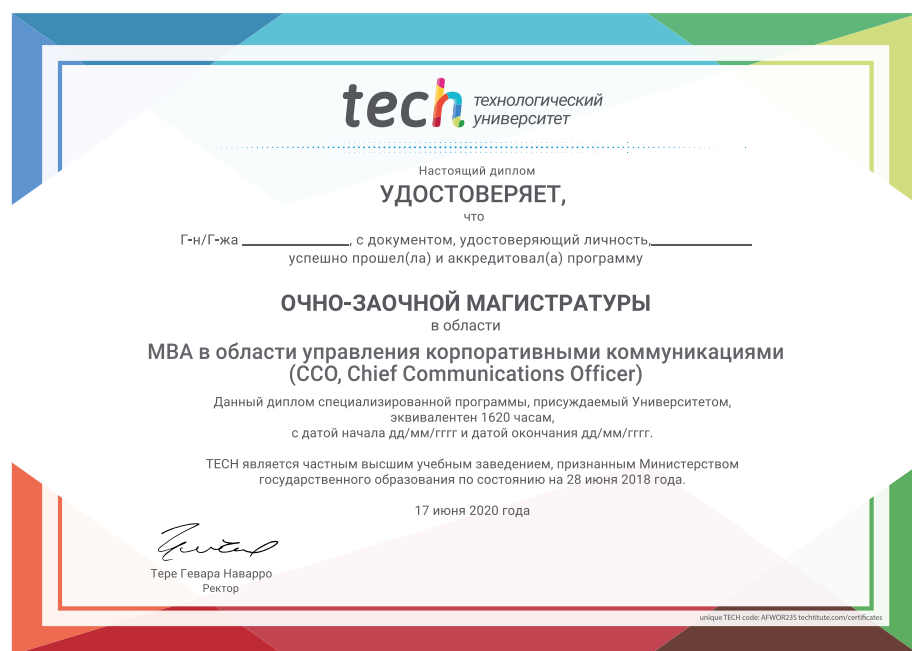 tech технологический
университет
Настоящий диплом
УДОСТОВЕРЯЕТ,
что
Г-н/Г-жа ______________, с документом, удостоверяющий личность,______________
успешно прошел(ла) и аккредитовал(а) программу
ОЧНО-ЗАОЧНОЙ МАГИСТРАТУРЫ
в области
MBA в области управления корпоративными коммуникациями
(CCO, Chief Communications Officer)
Данный диплом специализированной программы, присуждаемый Университетом,
эквивалентен 1620 часам,
с датой начала дд/мм/гггг и датой окончания дд/мм/гггг.
TECH является частным высшим учебным заведением, признанным Министерством
государственного образования по состоянию на 28 июня 2018 года.
17 июня 2020 года
Тере Гевара Наварро
Ректор
unique TECH code: AFWOR23S techtitute.com/certificates